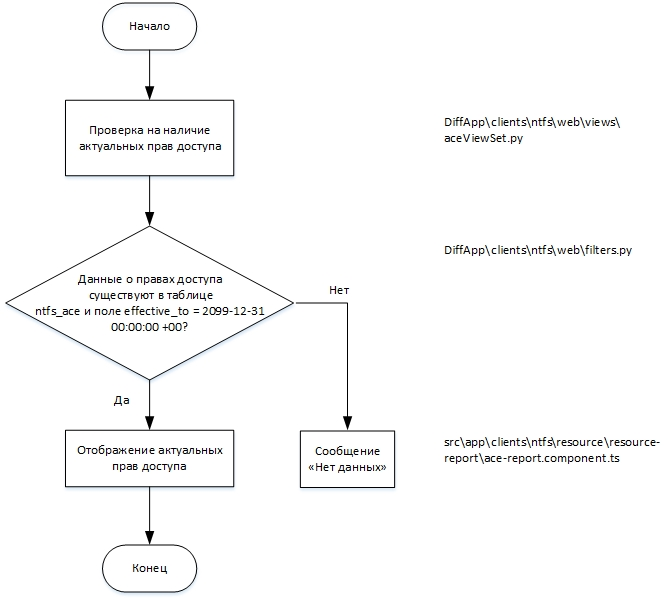 Начало
Проверка на наличие
актуальных прав доступа
DiffApp\clients\ntfs\web\views\
aceViewSet.py
DiffApp\clients\ntfs\web\filters.py
Данные о правах доступа
существуют в таблице
ntfs_ace и поле effective_to = 2099-12-31
00:00:00 +00?
Нет
Да
Отображение актуальных
прав доступа
Сообщение
«Нет данных»
src\app\clients\ntfs\resource\resource-
report\ace-report.component.ts
Конец